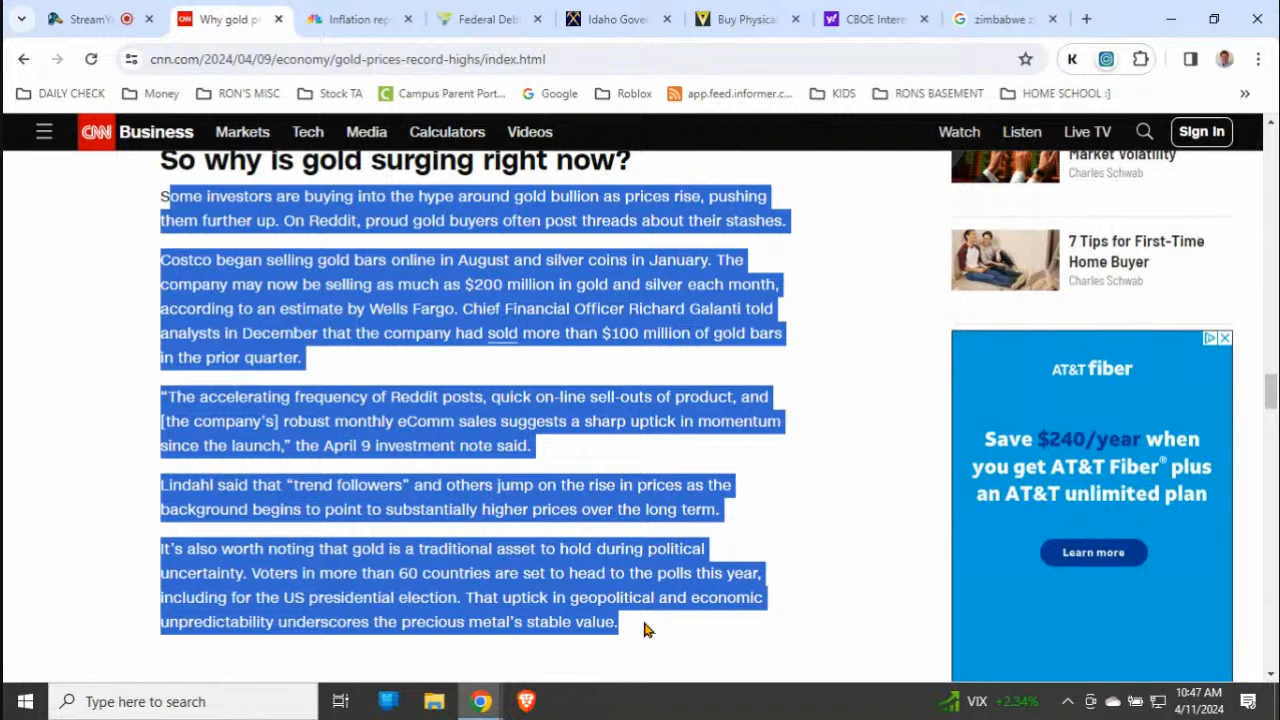 StreamY
Why gold p
Inflation rep
Federal Deb
Idaho Gove
Buy Physica
CBOE Intere
zimbabwe z
cnn.com/2024/04/09/economy/gold-prices-record-highs/index.html
K
DAILY CHECK
Money
RON'S MISC
Stock TA
Campus Parent Port...
Google
Roblox
app.feed.informer.c...
KIDS
RONS BASEMENT
HOME SCHOOL :]
CNN Business
Markets
Tech
Media
Calculators
Videos
Watch
Listen
Live TV
Sign in
So why is gold surging right now?
Some investors are buying into the hype around gold bullion as prices rise, pushing
them further up. On Reddit, proud gold buyers often post threads about their stashes.
Costco began selling gold bars online in August and silver coins in January. The
company may now be selling as much as $200 million in gold and silver each month,
according to an estimate by Wells Fargo. Chief Financial Officer Richard Galanti told
analysts in December that the company had sold more than $100 million of gold bars
in the prior quarter.
“The accelerating frequency of Reddit posts, quick on-line sell-outs of product, and
[the company’s] robust monthly eComm sales suggests a sharp uptick in momentum
since the launch,” the April 9 investment note said.
Lindahl said that “trend followers” and others jump on the rise in prices as the
background begins to point to substantially higher prices over the long term.
It’s also worth noting that gold is a traditional asset to hold during political
uncertainty. Voters in more than 60 countries are set to head to the polls this year,
including for the US presidential election. That uptick in geopolitical and economic
unpredictability underscores the precious metal’s stable value.
Market Volatility
Charles Schwab
7 Tips for First-Time
Home Buyer
Charles Schwab
AT&T fiber
Save $240/year when
you get AT&T Fiber® plus
an AT&T unlimited plan
Learn more
Type here to search
VIX +2.34%
10:47 AM
4/11/2024